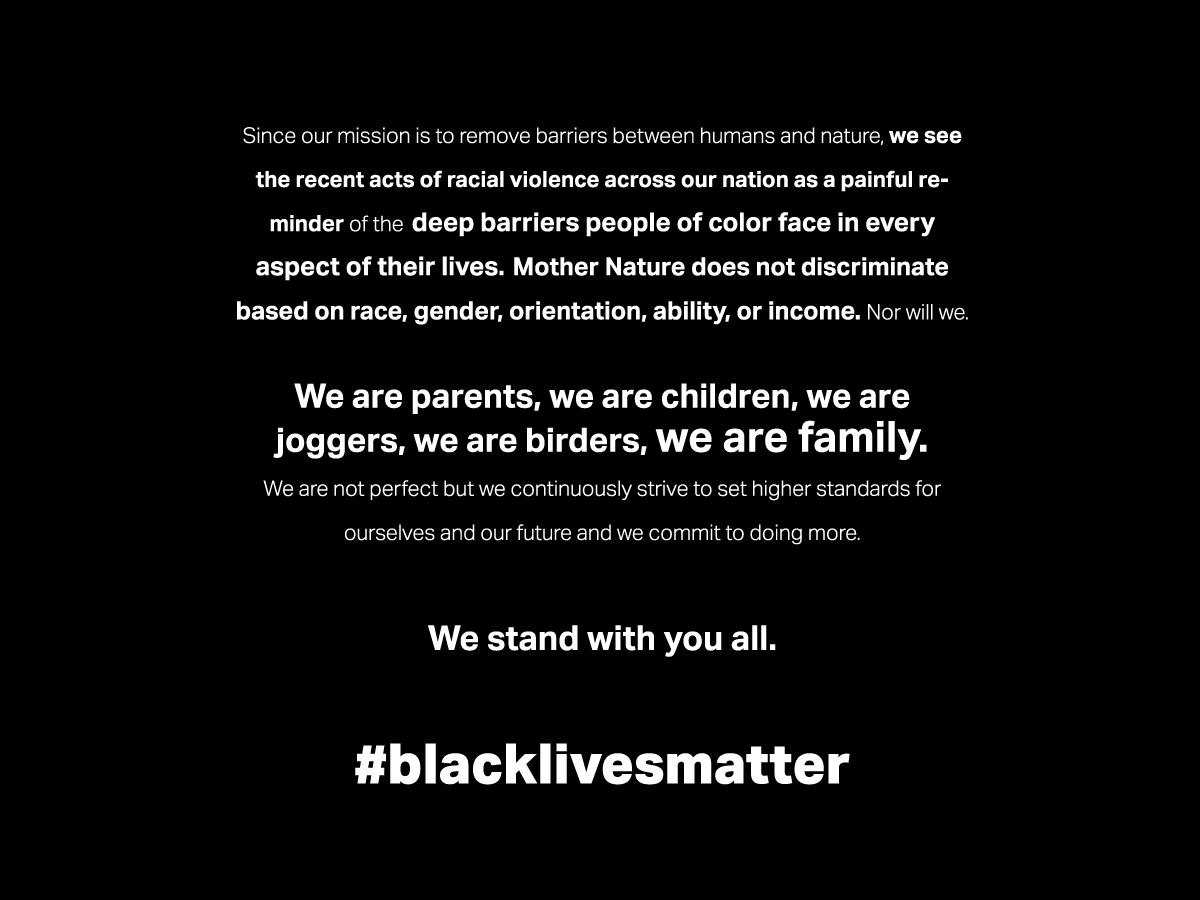 Since our mission is to remove barriers between humans and nature, we see
the recent acts of racial violence across our nation as a painful re-
minder of the deep barriers people of color face in every
aspect of their lives. Mother Nature does not discriminate
based on race, gender, orientation, ability, or income. Nor will we.
We are parents, we are children, we are
joggers, we are birders, we are family.
We are not perfect but we continuously strive to set higher standards for
ourselves and our future and we commit to doing more.
We stand with you all.
#blacklivesmatter